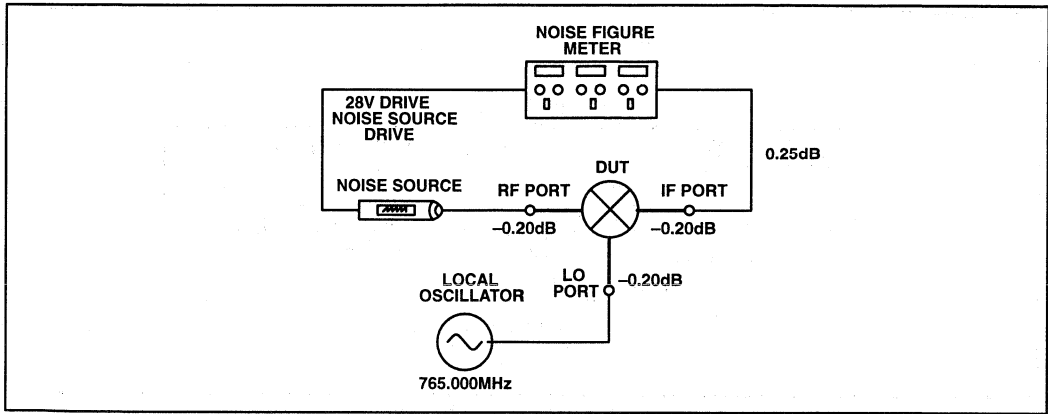 NOISE FIGURE
METER
28V DRIVE
NOISE SOURCE
DRIVE
0.25dB
DUT
NOISE SOURCE
RF PORT
IF PORT
–0.20dB
–0.20dB
LO
PORT
–0.20dB
LOCAL
OSCILLATOR
765.000MHz